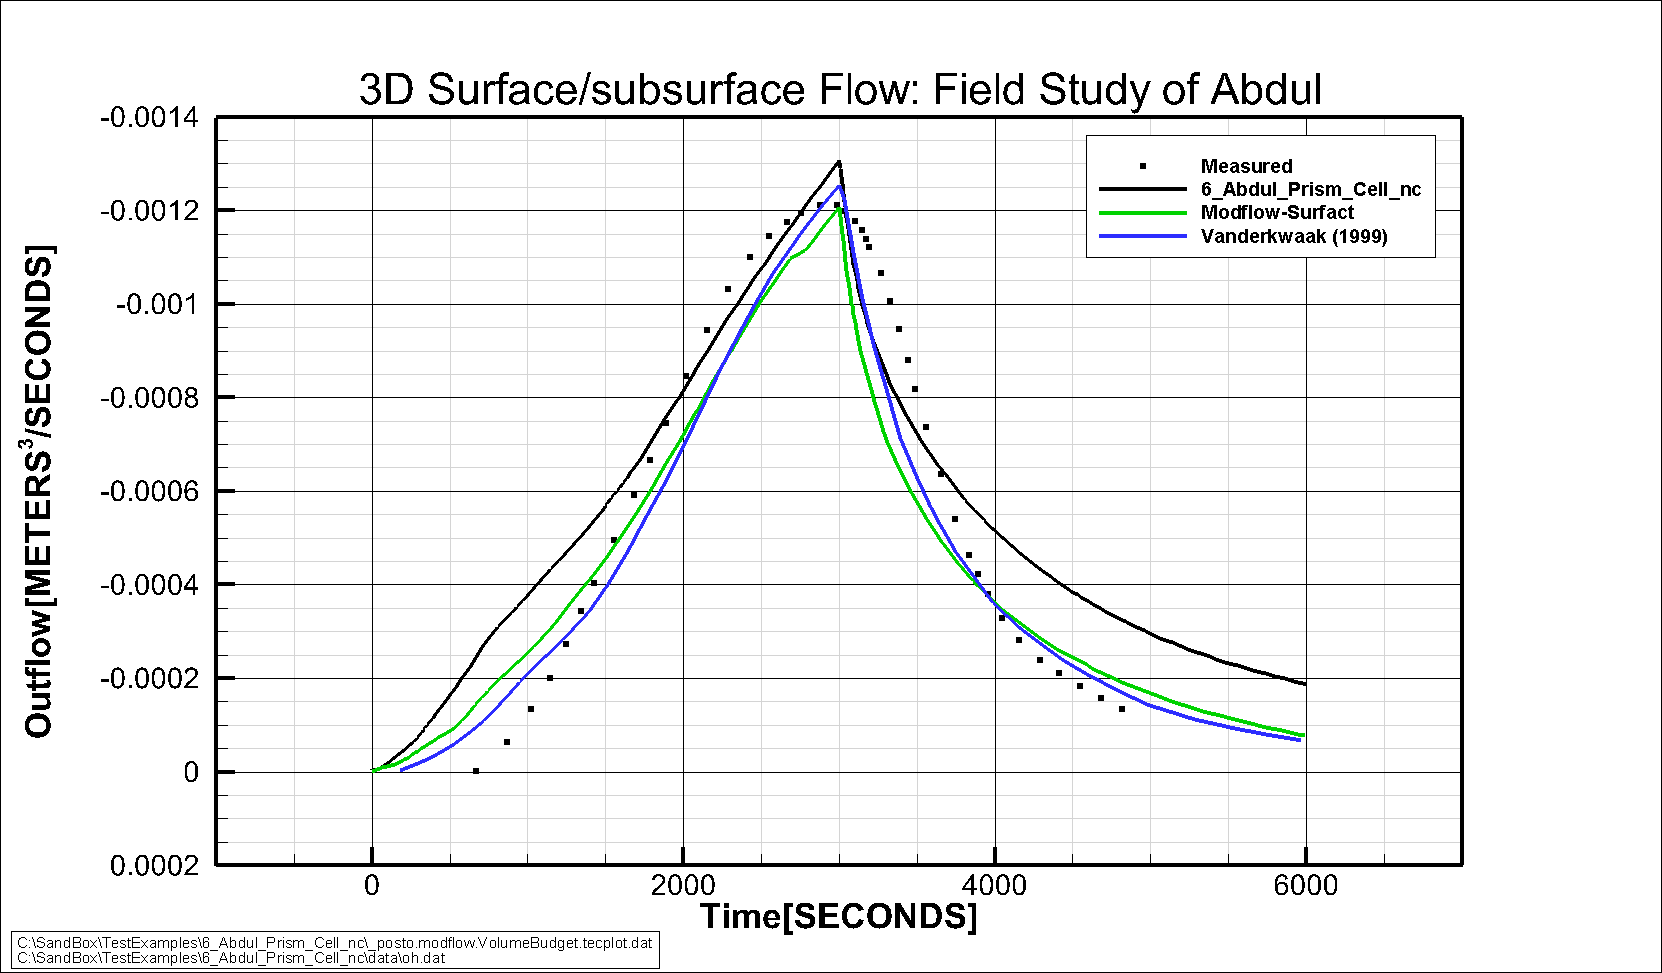 3D Surface/subsurface Flow: Field Study of Abdul
-0.0014
-0.0012
-0.001
-0.0008
-0.0006
-0.0004
-0.0002
0
0.0002
Outflow[METERS³/SECONDS]
Measured
6_Abdul_Prism_Cell_nc
Modflow-Surfact
Vanderkwaak (1999)
0 2000 4000 6000
Time[SECONDS]
C:\SandBox\TestExamples\6_Abdul_Prism_Cell_nc\_posto.modflow.VolumeBudget.tecplot.dat
C:\SandBox\TestExamples\6_Abdul_Prism_Cell_nc\data\oh.dat